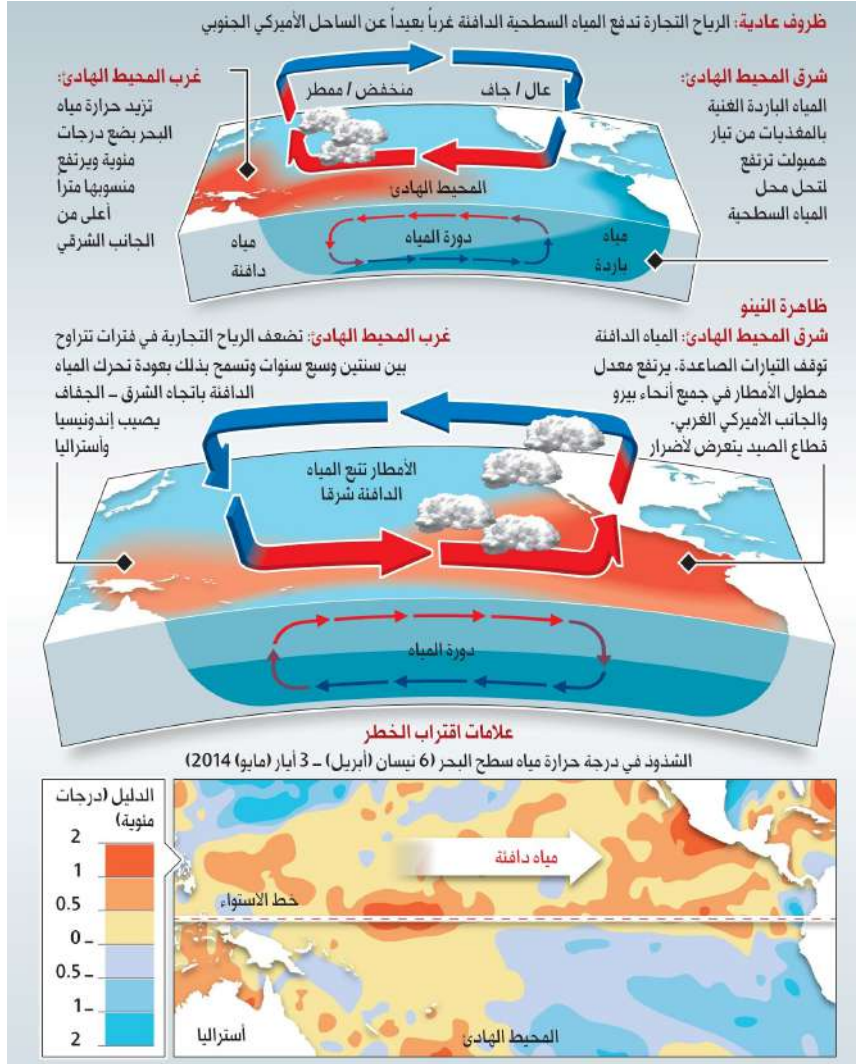 ظروف عادية: الرياح التجارة تدفع المياه السطحية الدافئة غرباً بعيداً عن الساحل الأميركي الجنوبي
شرق المحيط الهادئ:
المياه الباردة الغنية
بالمغذيات من تيار
همبولت ترتفع
لتحل محل
المياه السطحية
عال / جاف
منخفض / ممطر
غرب المحيط الهادئ:
تزيد حرارة مياه
البحر بضع درجات
مئوية ويرتفع
منسوبها متراً
أعلى من
الجانب الشرقي
المحيط الهادئ
مياه
باردة
دورة المياه
مياه
دافئة
ظاهرة النينو
شرق المحيط الهادئ: المياه الدافئة
توقف التيارات الصاعدة. يرتفع معدل
هطول الأمطار في جميع أنحاء بيرو
والجانب الأميركي الغربي.
قطاع الصيد يتعرض لأضرار
غرب المحيط الهادئ: تضعف الرياح التجارية في فترات تتراوح
بين سنتين وسبع سنوات وتسمح بذلك بعودة تحرك المياه
الدافئة باتجاه الشرق – الجفاف
يصيب إندونيسيا
وأستراليا
الأمطار تتبع المياه
الدافئة شرقا
دورة المياه
علامات اقتراب الخطر
الشذوذ في درجة حرارة مياه سطح البحر (6 نيسان (أبريل) – 3 أيار (مايو) 2014)
الدليل (درجات
مئوية)
2
1
0.5
0 –
0.5 –
1–
2
مياه دافئة
خط الاستواء
أستراليا
المحيط الهادئ